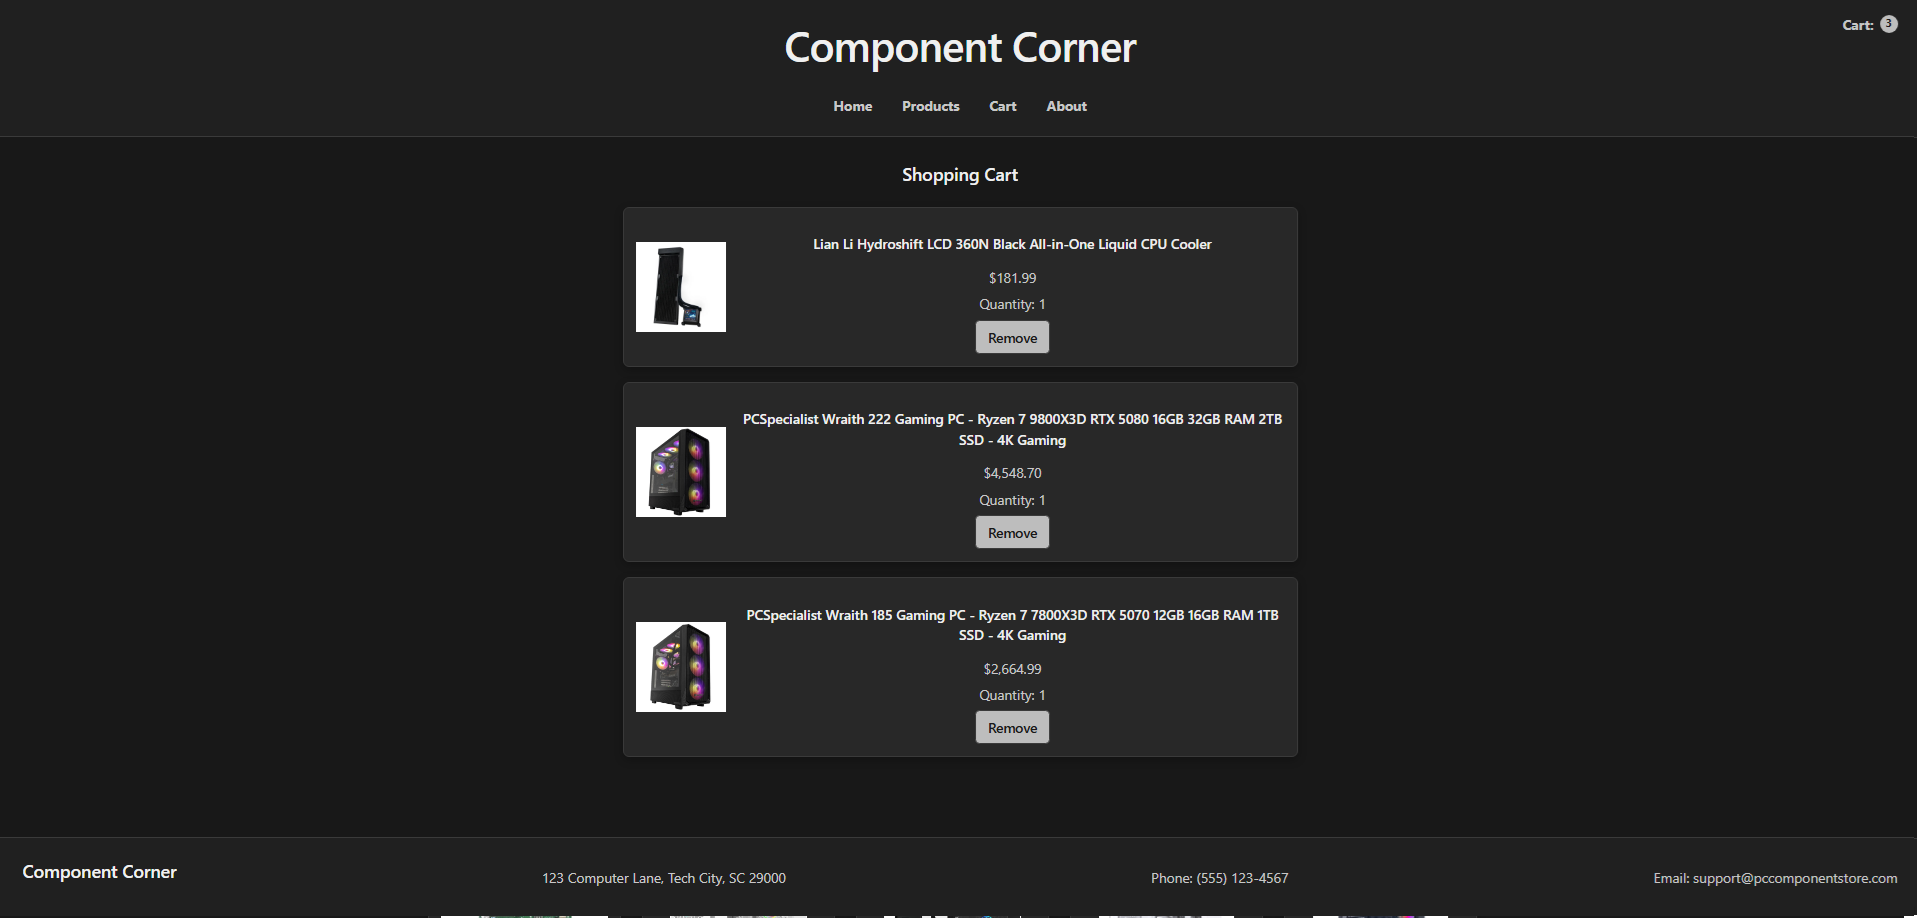 Cart: 3
Component Corner
Home Products Cart About
Shopping Cart
Lian Li Hydroshift LCD 360N Black All-in-One Liquid CPU Cooler
$181.99
Quantity: 1
Remove
PCSpecialist Wraith 222 Gaming PC - Ryzen 7 9800X3D RTX 5080 16GB 32GB RAM 2TB
SSD - 4K Gaming
$4,548.70
Quantity: 1
Remove
PCSpecialist Wraith 185 Gaming PC - Ryzen 7 7800X3D RTX 5070 12GB 16GB RAM 1TB
SSD - 4K Gaming
$2,664.99
Quantity: 1
Remove
Component Corner
123 Computer Lane, Tech City, SC 29000
Phone: (555) 123-4567
Email: support@pccomponentstore.com